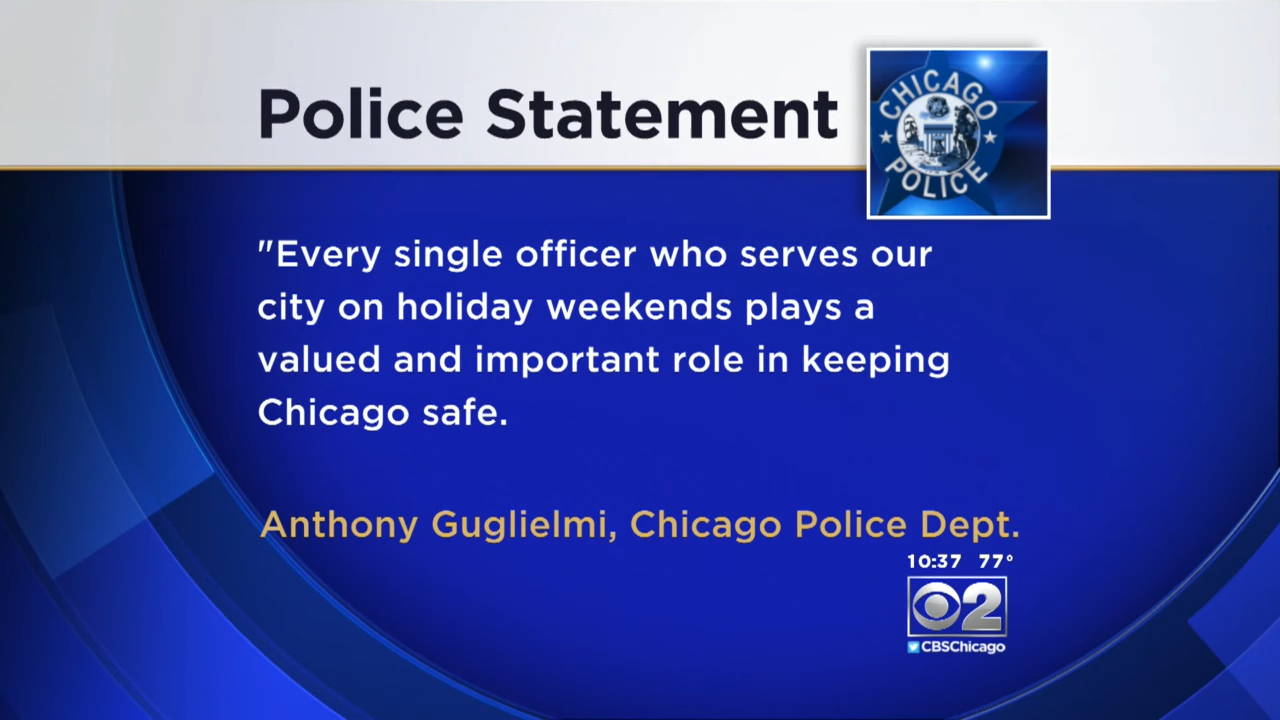 Police Statement
CHICAGO
POLICE
"Every single officer who serves our
city on holiday weekends plays a
valued and important role in keeping
Chicago safe.
Anthony Guglielmi, Chicago Police Dept.
10:37 77°
2
CBSChicago